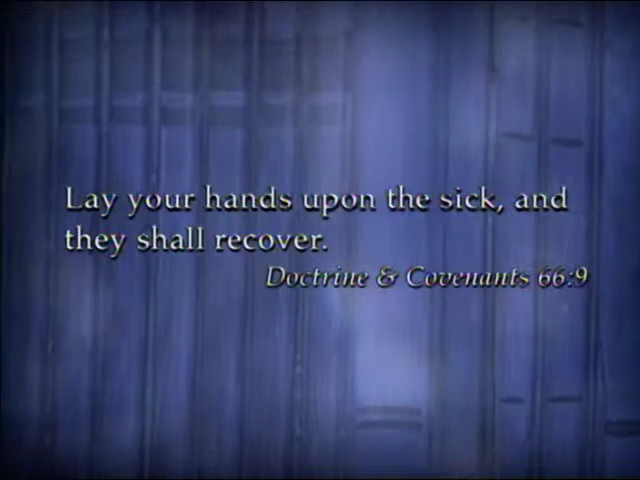 Lay your hands upon the sick, and
they shall recover.
Doctrine & Covenants 66:9